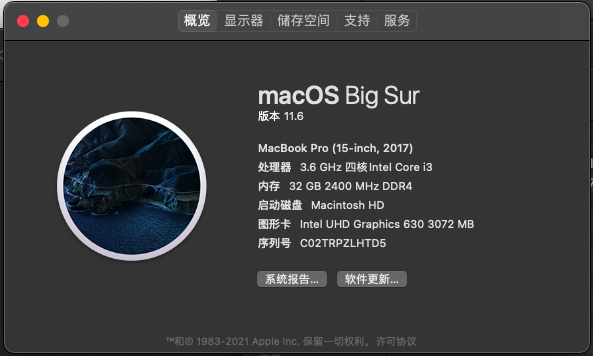 概览 显示器 储存空间 支持 服务
macOS Big Sur
版本 11.6
MacBook Pro (15-inch, 2017)
处理器 3.6 GHz 四核Intel Core i3
内存 32 GB 2400 MHz DDR4
启动磁盘 Macintosh HD
图形卡 Intel UHD Graphics 630 3072 MB
序列号 C02TRPZLHTD5
系统报告... 软件更新...
™和© 1983-2021 Apple Inc. 保留一切权利。许可协议